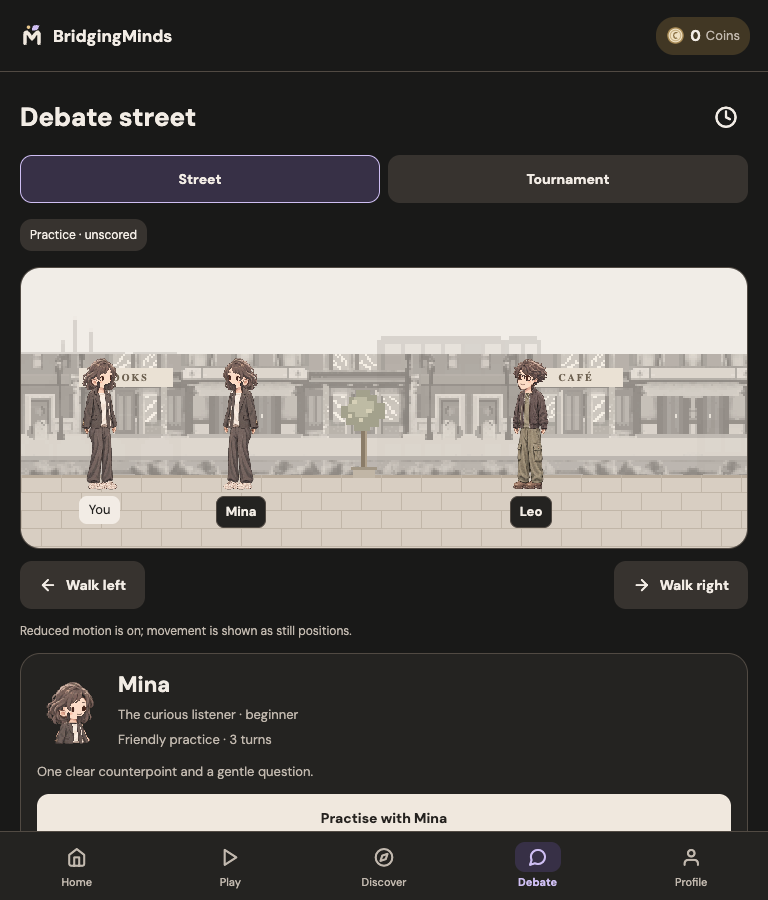 BridgingMinds
0 Coins
Debate street
Street
Tournament
Practice · unscored
OOKS
CAFÉ
You
Mina
Leo
Walk left
Walk right
Reduced motion is on; movement is shown as still positions.
Mina
The curious listener · beginner
Friendly practice · 3 turns
One clear counterpoint and a gentle question.
Practise with Mina
Home
Play
Discover
Debate
Profile